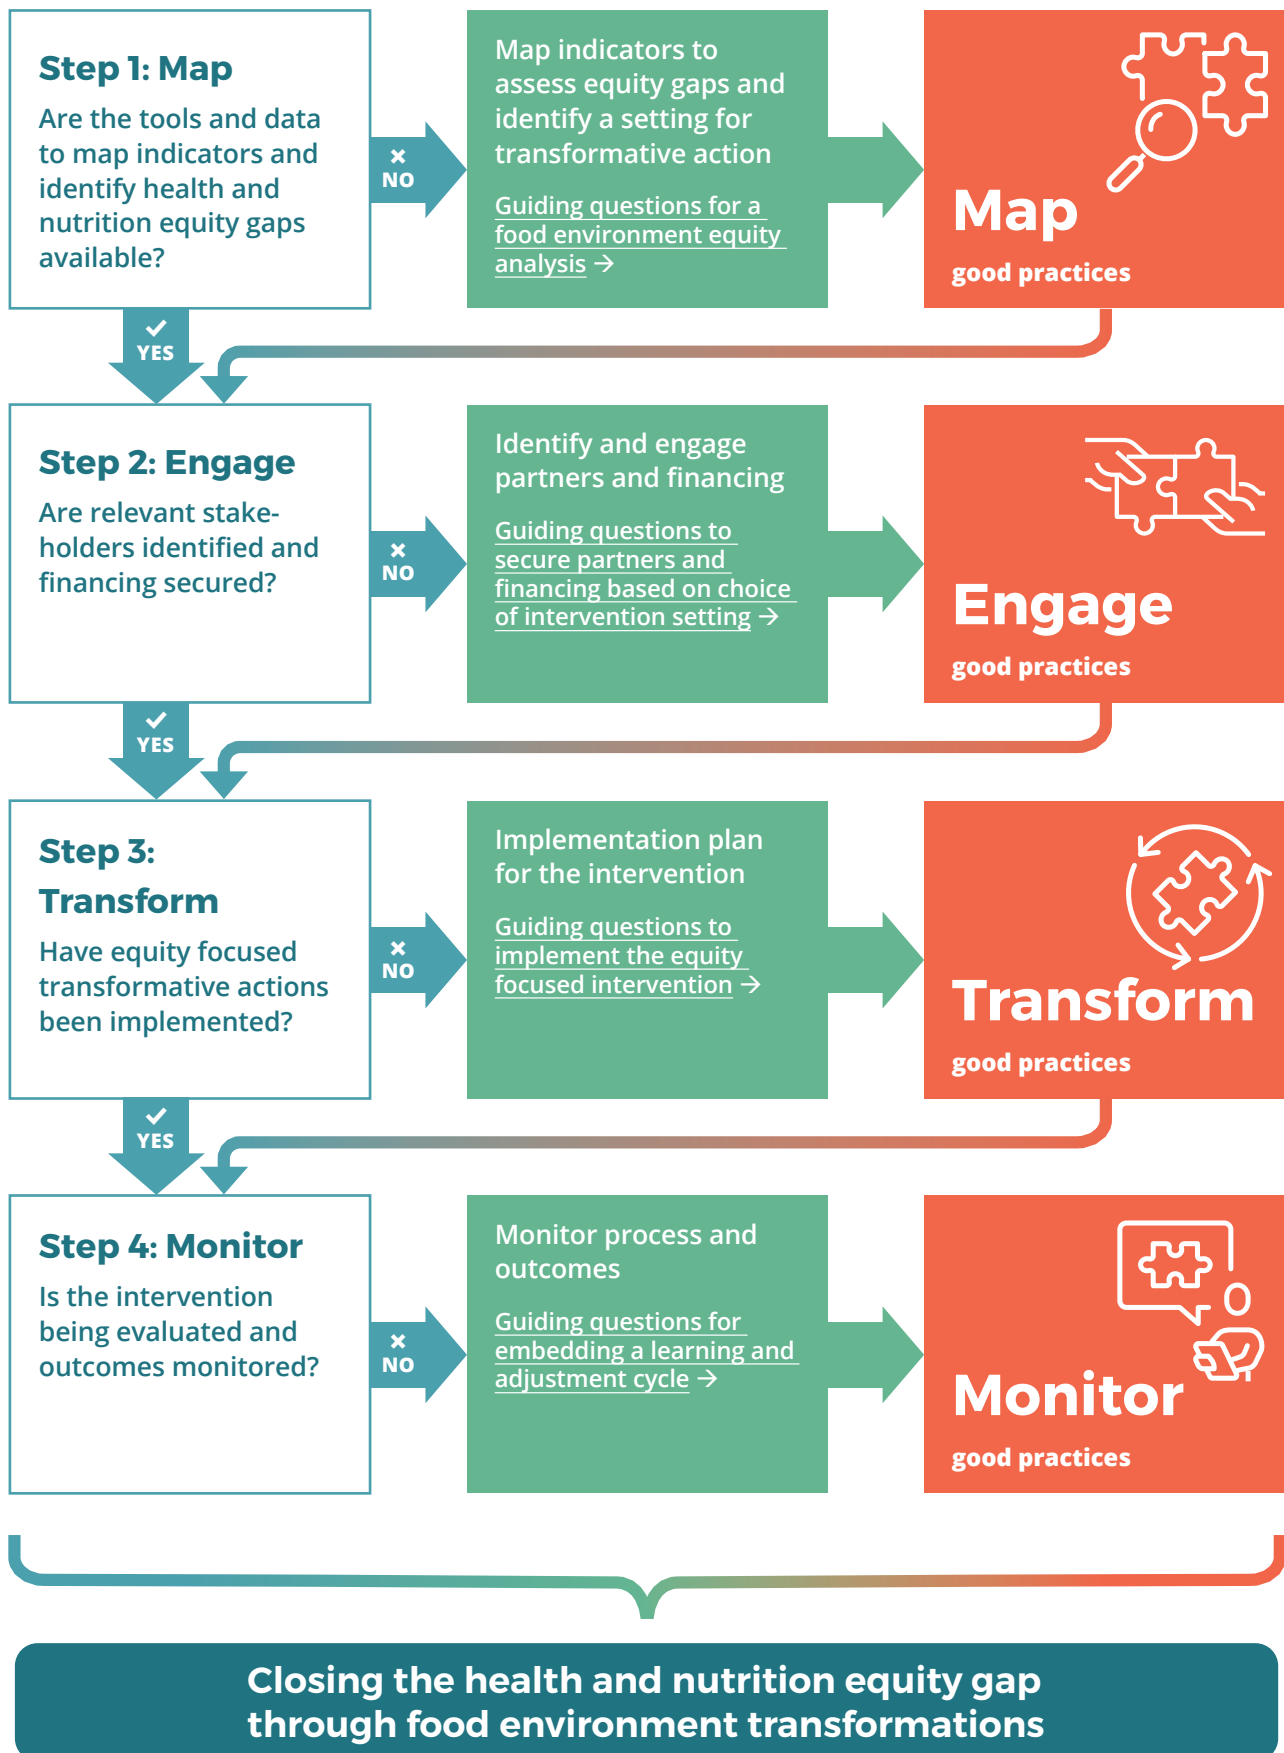 Step 1: Map
Are the tools and data
to map indicators and
identify health and
nutrition equity gaps
available?
NO
Map indicators to
assess equity gaps and
identify a setting for
transformative action
Guiding questions for a
food environment equity
analysis →
Map
good practices
YES
Step 2: Engage
Are relevant stake-
holders identified and
financing secured?
NO
Identify and engage
partners and financing
Guiding questions to
secure partners and
financing based on choice
of intervention setting →
Engage
good practices
YES
Step 3:
Transform
Have equity focused
transformative actions
been implemented?
NO
Implementation plan
for the intervention
Guiding questions to
implement the equity
focused intervention →
Transform
good practices
YES
Step 4: Monitor
Is the intervention
being evaluated and
outcomes monitored?
NO
Monitor process and
outcomes
Guiding questions for
embedding a learning and
adjustment cycle →
Monitor
good practices
Closing the health and nutrition equity gap
through food environment transformations